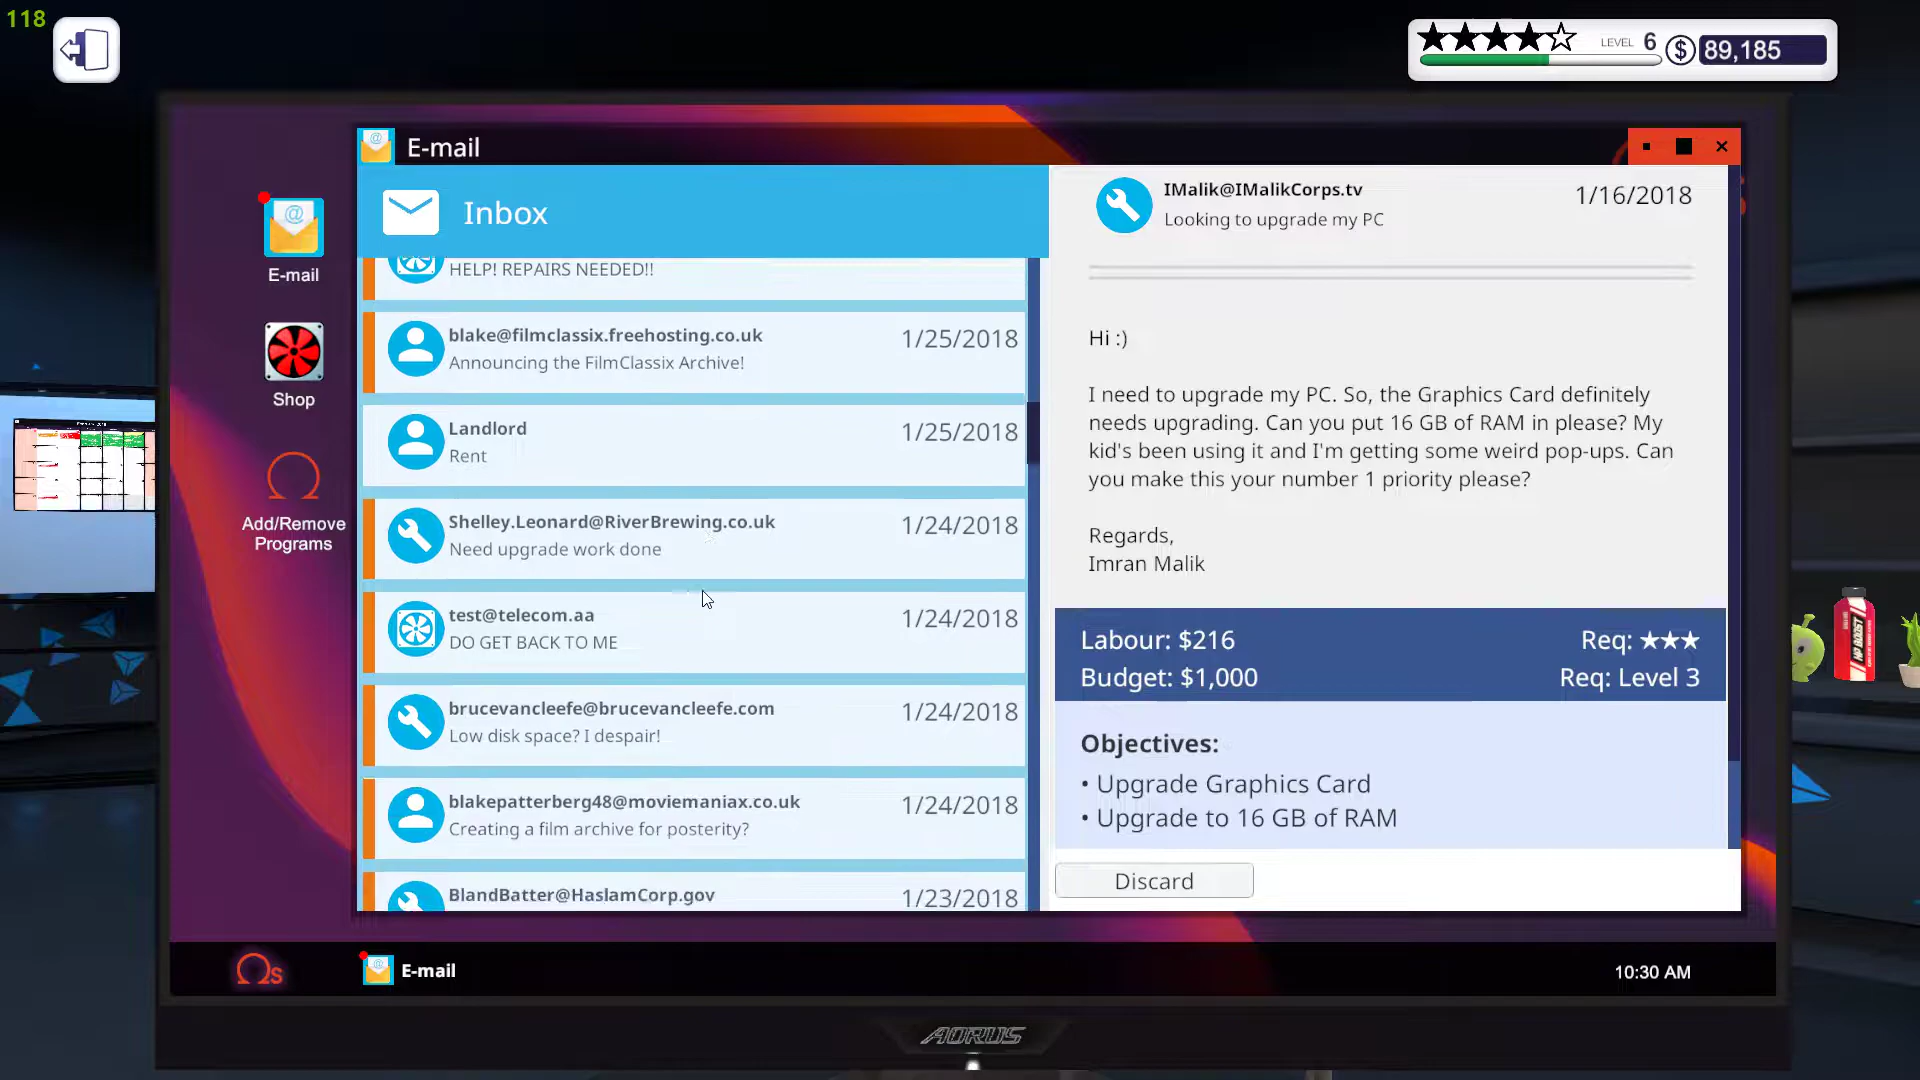 118
LEVEL 6
$ 89,185
E-mail
Inbox
HELP! REPAIRS NEEDED!!
blake@filmclassix.freehosting.co.uk
1/25/2018
Announcing the FilmClassix Archive!
Landlord
1/25/2018
Rent
Shelley.Leonard@RiverBrewing.co.uk
1/24/2018
Need upgrade work done
test@telecom.aa
1/24/2018
DO GET BACK TO ME
brucevancleefe@brucevancleefe.com
1/24/2018
Low disk space? I despair!
blakepatterberg48@moviemaniax.co.uk
1/24/2018
Creating a film archive for posterity?
BlandBatter@HaslamCorp.gov
1/23/2018
IMalik@IMalikCorps.tv
1/16/2018
Looking to upgrade my PC
Hi :)
I need to upgrade my PC. So, the Graphics Card definitely
needs upgrading. Can you put 16 GB of RAM in please? My
kid's been using it and I'm getting some weird pop-ups. Can
you make this your number 1 priority please?
Regards,
Imran Malik
Labour: $216
Req: ★★★
Budget: $1,000
Req: Level 3
Objectives:
• Upgrade Graphics Card
• Upgrade to 16 GB of RAM
Discard
E-mail
Shop
Add/Remove
Programs
Ωs
E-mail
10:30 AM
AORUS